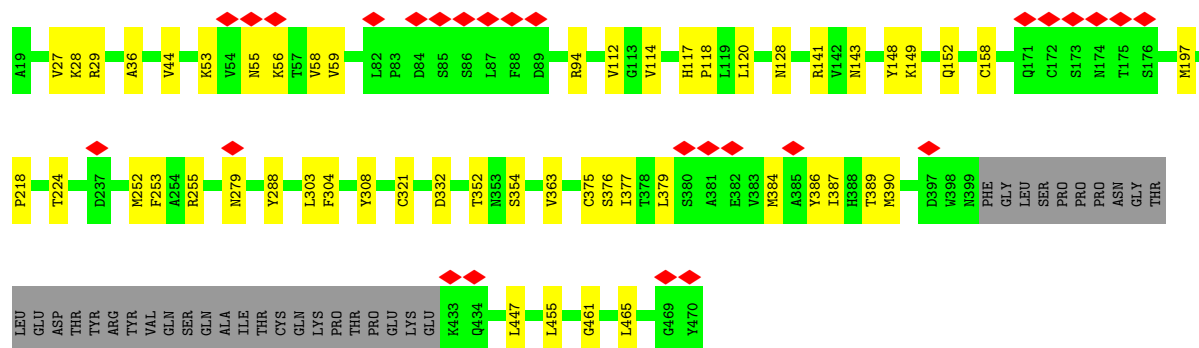 A19 V27 K28 R29 A36 V44 K53 V54 N55 K56 T57 V58 V59 L82 P83 D84 S85 S86 L87 F88 D89 R94 V112 G113 V114 H117 P118 L119 L120 N128 R141 V142 N143 Y148 K149 Q152 C158 Q171 C172 S173 N174 T175 S176 M197
P218 T224 D237 M252 F253 A254 R255 N279 Y288 L303 F304 Y308 C321 D332 T352 N353 S354 V363 C375 S376 I377 T378 L379 S380 A381 E382 V383 M384 A385 Y386 I387 H388 T389 M390 D397 W398 N399 PHE GLY LEU SER PRO PRO PRO ASN GLY THR
LEU GLU ASP THR TYR ARG TYR VAL GLN SER GLN ALA ILE THR CYS GLN LYS PRO THR PRO GLU LYS GLU K433 Q434 L447 L455 G461 L465 G469 Y470